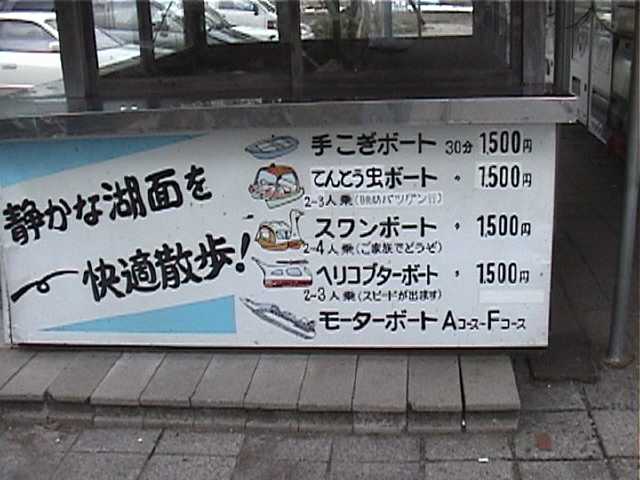 静かな湖面を
快適散歩!
手こぎボート 30分 1,500円
てんとう虫ボート 〃 1,500円
2~3人乗
スワンボート 〃 1,500円
2~4人乗(ご家族でどうぞ)
ヘリコプターボート 〃 1,500円
2~3人乗(スピードが出ます)
モーターボート Aコース~Fコース